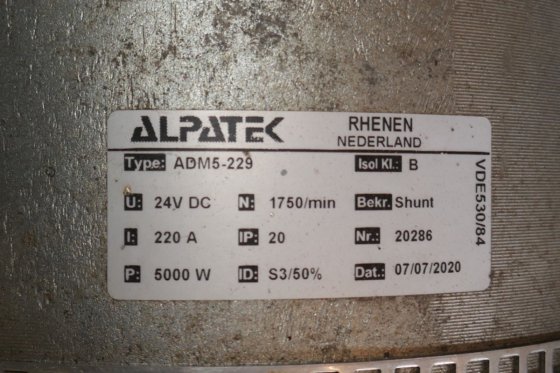 ALPATEK RHENEN
NEDERLAND
Type: ADM5-229 Isol Kl.: B
U: 24V DC N: 1750/min Bekr. Shunt
I: 220 A IP: 20 Nr.: 20286
P: 5000 W ID: S3/50% Dat.: 07/07/2020
VDE530/84